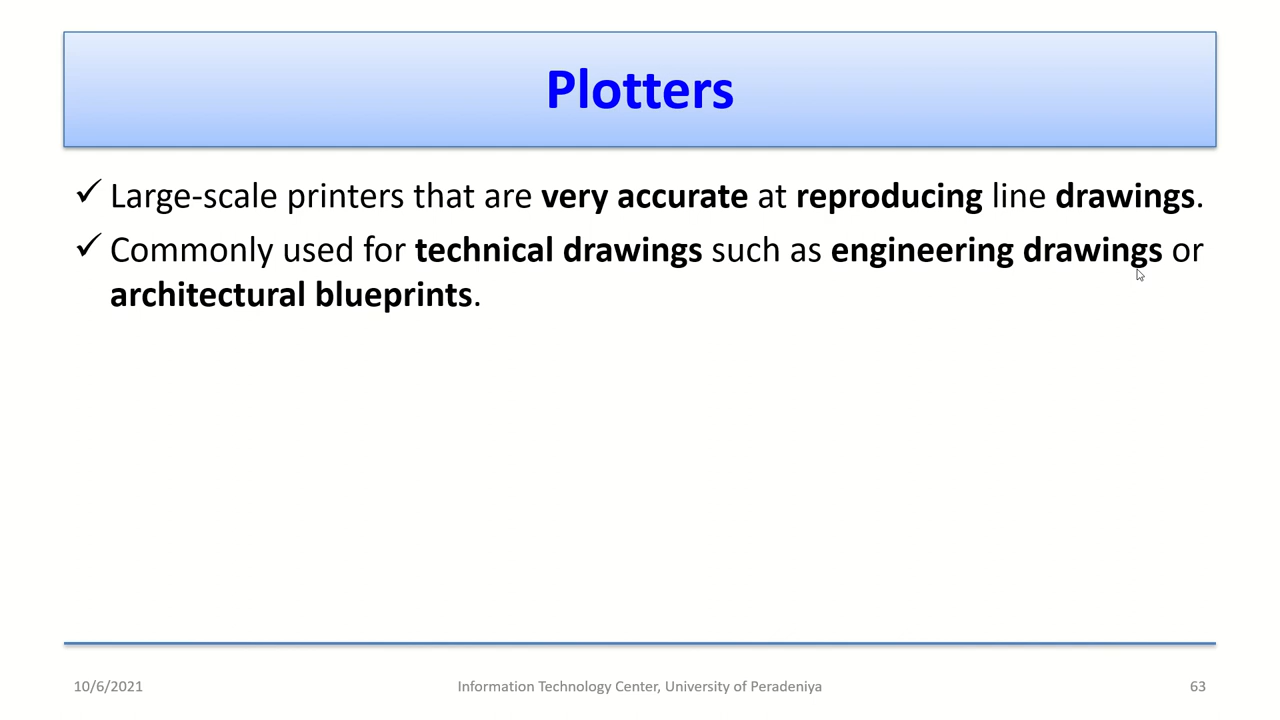 Plotters
✓ Large-scale printers that are very accurate at reproducing line drawings.
✓ Commonly used for technical drawings such as engineering drawings or
architectural blueprints.
10/6/2021 Information Technology Center, University of Peradeniya 63